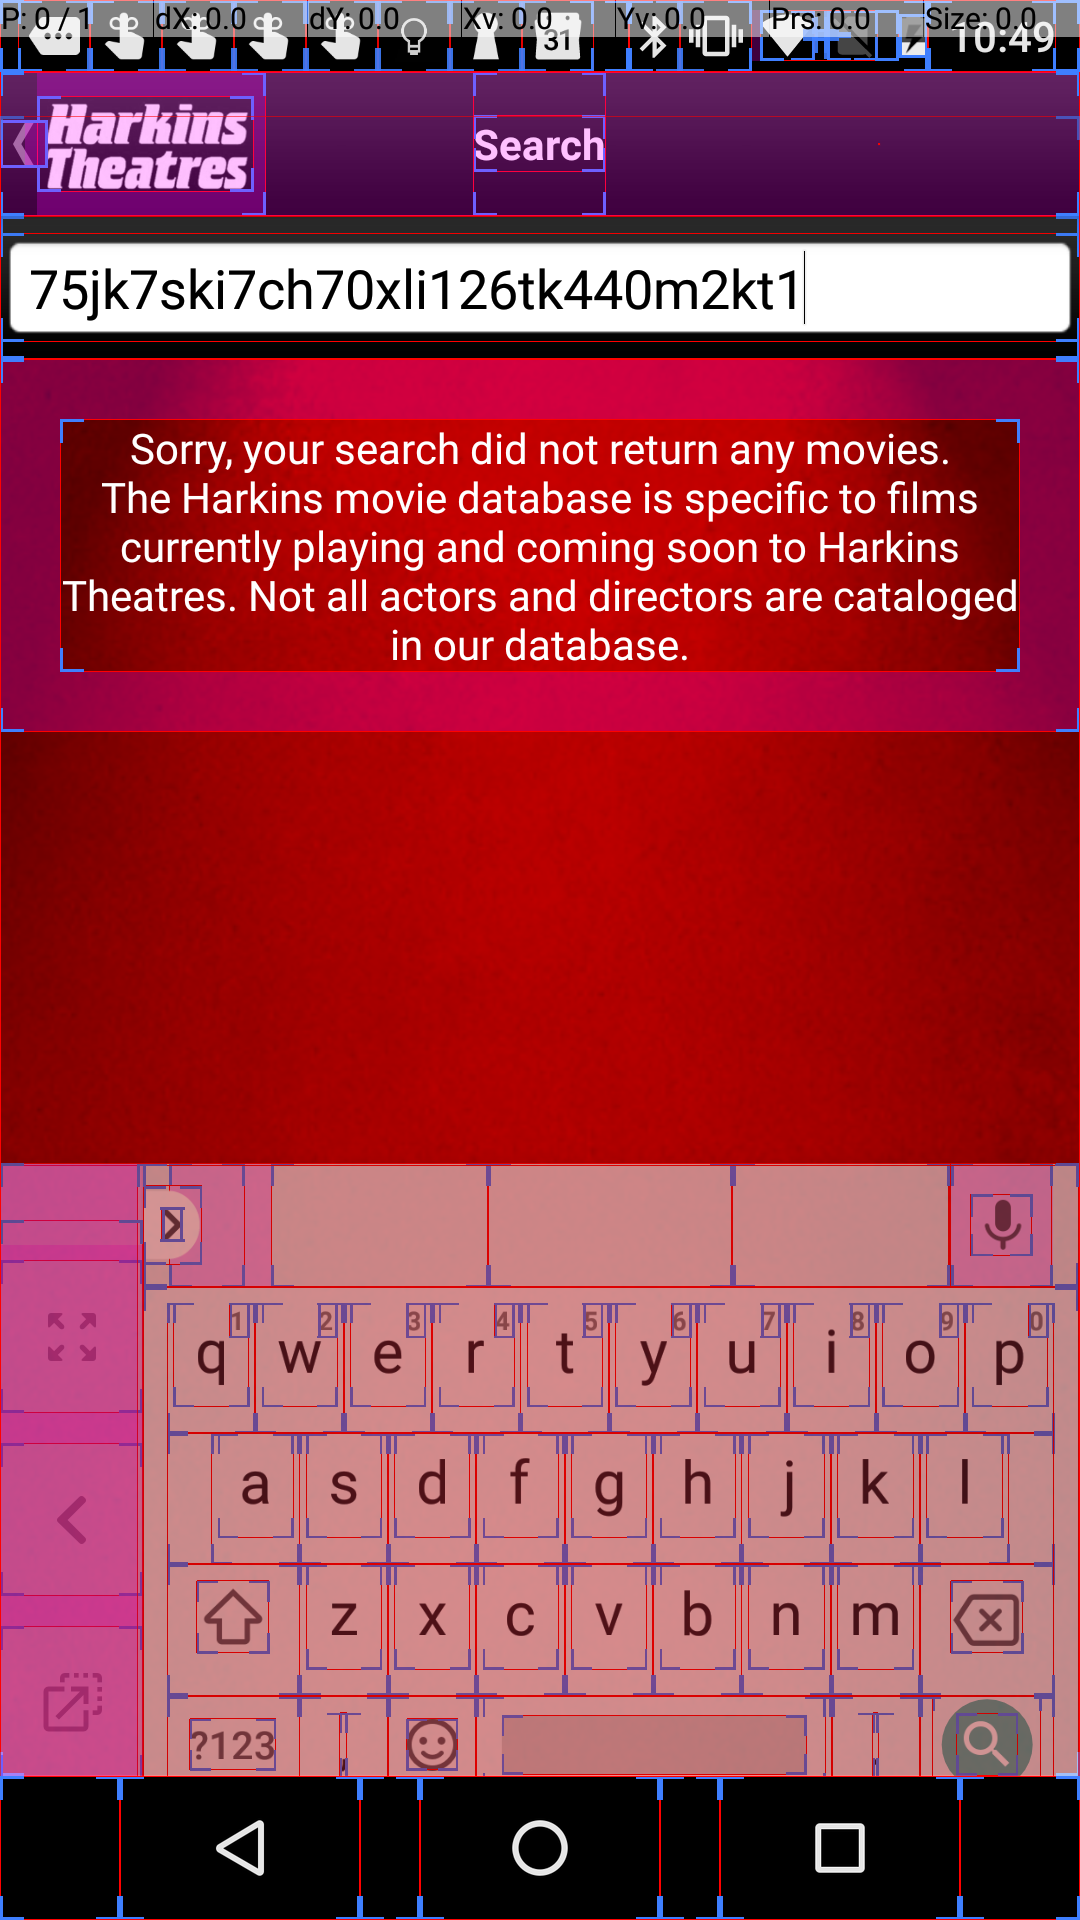 P: 0 / 1 dX: 0.0 dY: 0.0 Xv: 0.0 Yv: 0.0 Prs: 0.0 Size: 0.0
31 10:49
Harkins
Theatres
Search
75jk7ski7ch70xli126tk440m2kt1
Sorry, your search did not return any movies.
The Harkins movie database is specific to films
currently playing and coming soon to Harkins
Theatres. Not all actors and directors are cataloged
in our database.
1 2 3 4 5 6 7 8 9 0
q w e r t y u i o p
a s d f g h j k l
z x c v b n m
?123 ,